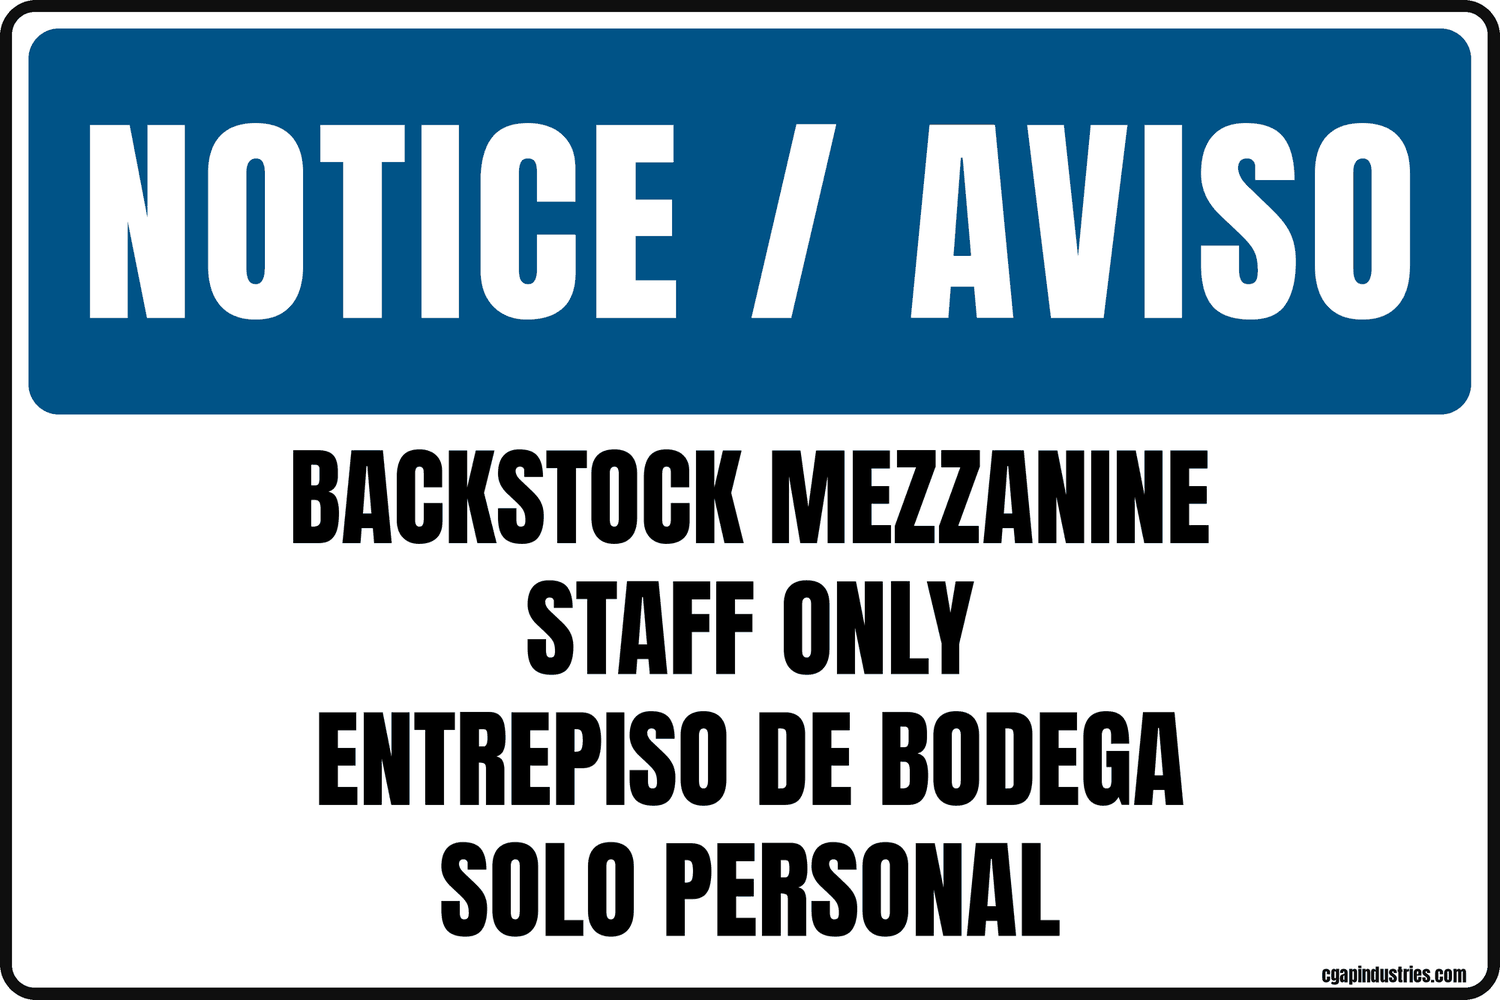 NOTICE / AVISO
BACKSTOCK MEZZANINE
STAFF ONLY
ENTREPISO DE BODEGA
SOLO PERSONAL
cgapindustries.com